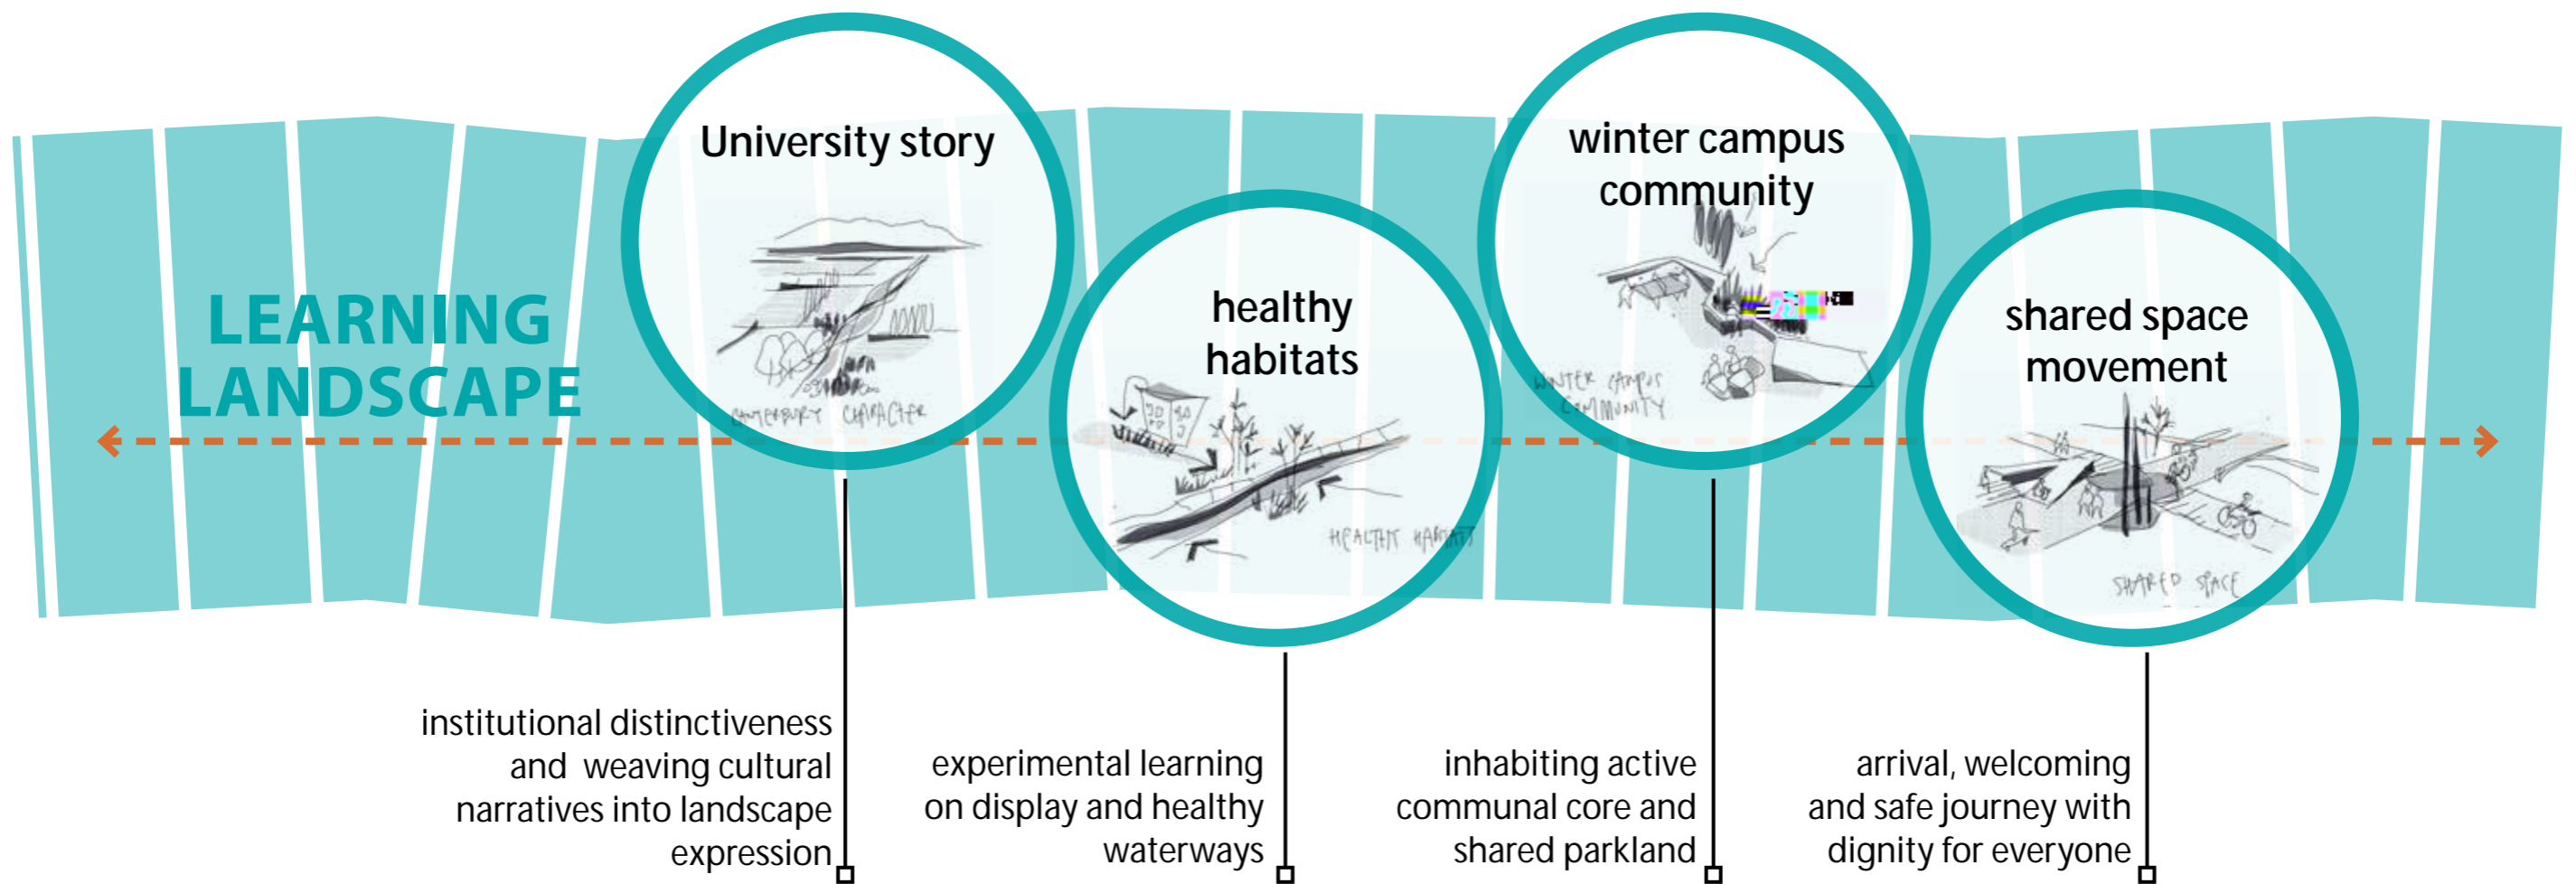 LEARNING
LANDSCAPE
University story
CANTERBURY CHARACTER
healthy
habitats
HEALTHY HABITATS
winter campus
community
WINTER CAMPUS
COMMUNITY
shared space
movement
SHARED SPACE
institutional distinctiveness
and weaving cultural
narratives into landscape
expression
experimental learning
on display and healthy
waterways
inhabiting active
communal core and
shared parkland
arrival, welcoming
and safe journey with
dignity for everyone